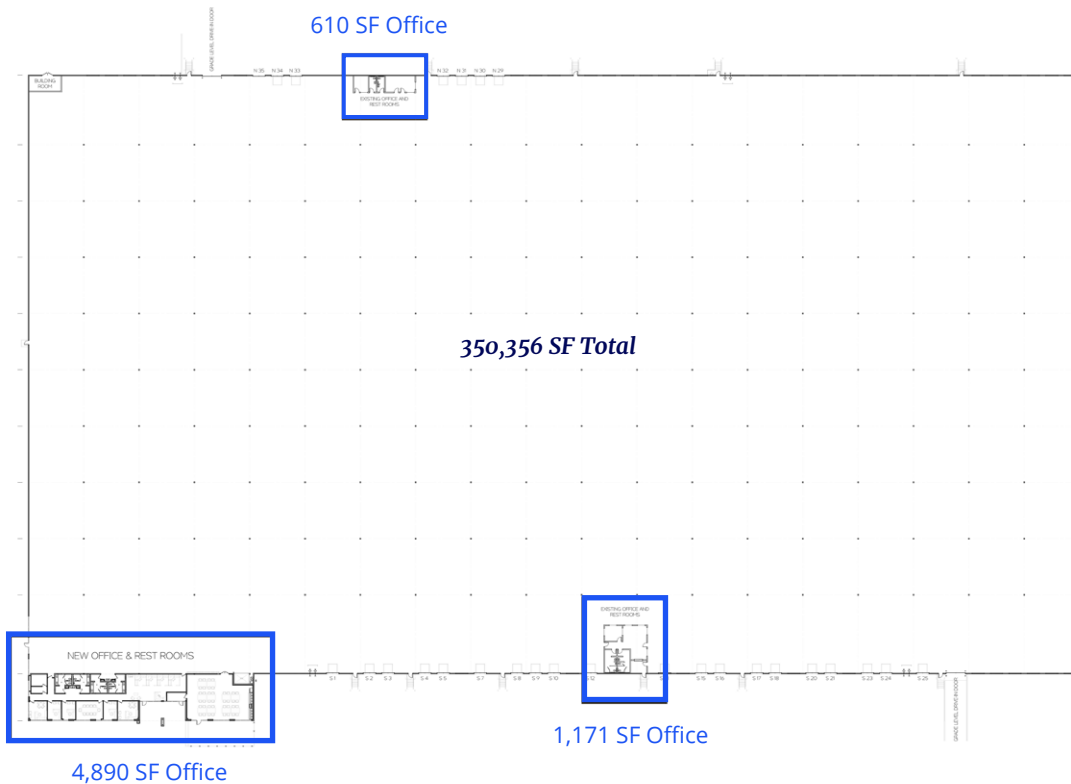 610 SF Office
GRADE LEVEL DRIVE IN DOOR
BUILDING
ROOM
N.35 N.34 N.33
N.32 N.31 N.30 N.29
EXISTING OFFICE AND
REST ROOMS
350,356 SF Total
EXISTING OFFICE AND
REST ROOMS
NEW OFFICE & REST ROOMS
S.1 S.2 S.3 S.4 S.5 S.7 S.8 S.9 S.10 S.15 S.16 S.17 S.18 S.20 S.21 S.23 S.24 S.25
GRADE LEVEL DRIVE IN DOOR
1,171 SF Office
4,890 SF Office